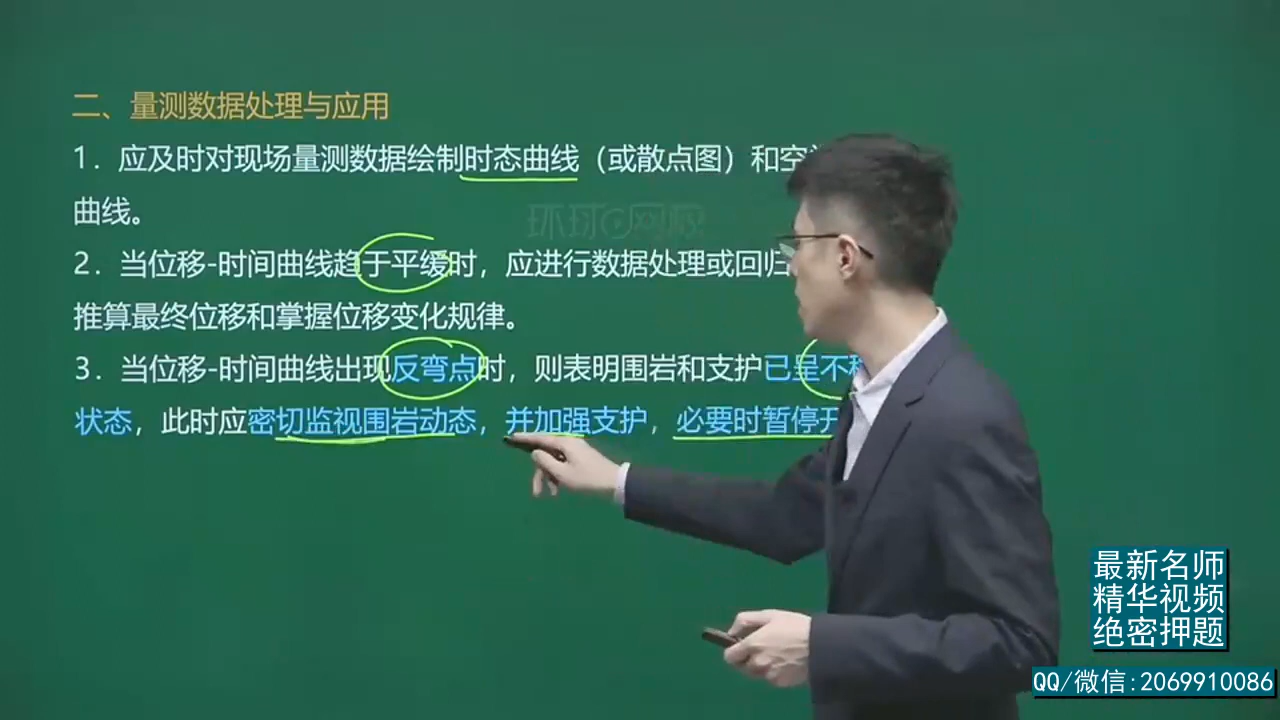 二、量测数据处理与应用
1．应及时对现场量测数据绘制时态曲线（或散点图）和空
曲线。
环球网校
2．当位移-时间曲线趋于平缓时，应进行数据处理或回归
推算最终位移和掌握位移变化规律。
3．当位移-时间曲线出现反弯点时，则表明围岩和支护已呈不
状态，此时应密切监视围岩动态，并加强支护，必要时暂停开
最新名师
精华视频
绝密押题
QQ/微信:2069910086